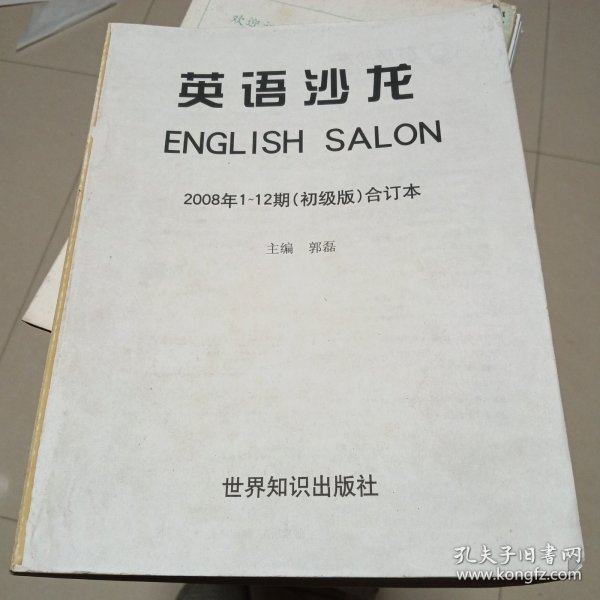 欢迎
英语沙龙
ENGLISH SALON
2008年1~12期(初级版)合订本
主编 郭磊
世界知识出版社
孔夫子旧书网
www.kongfz.com